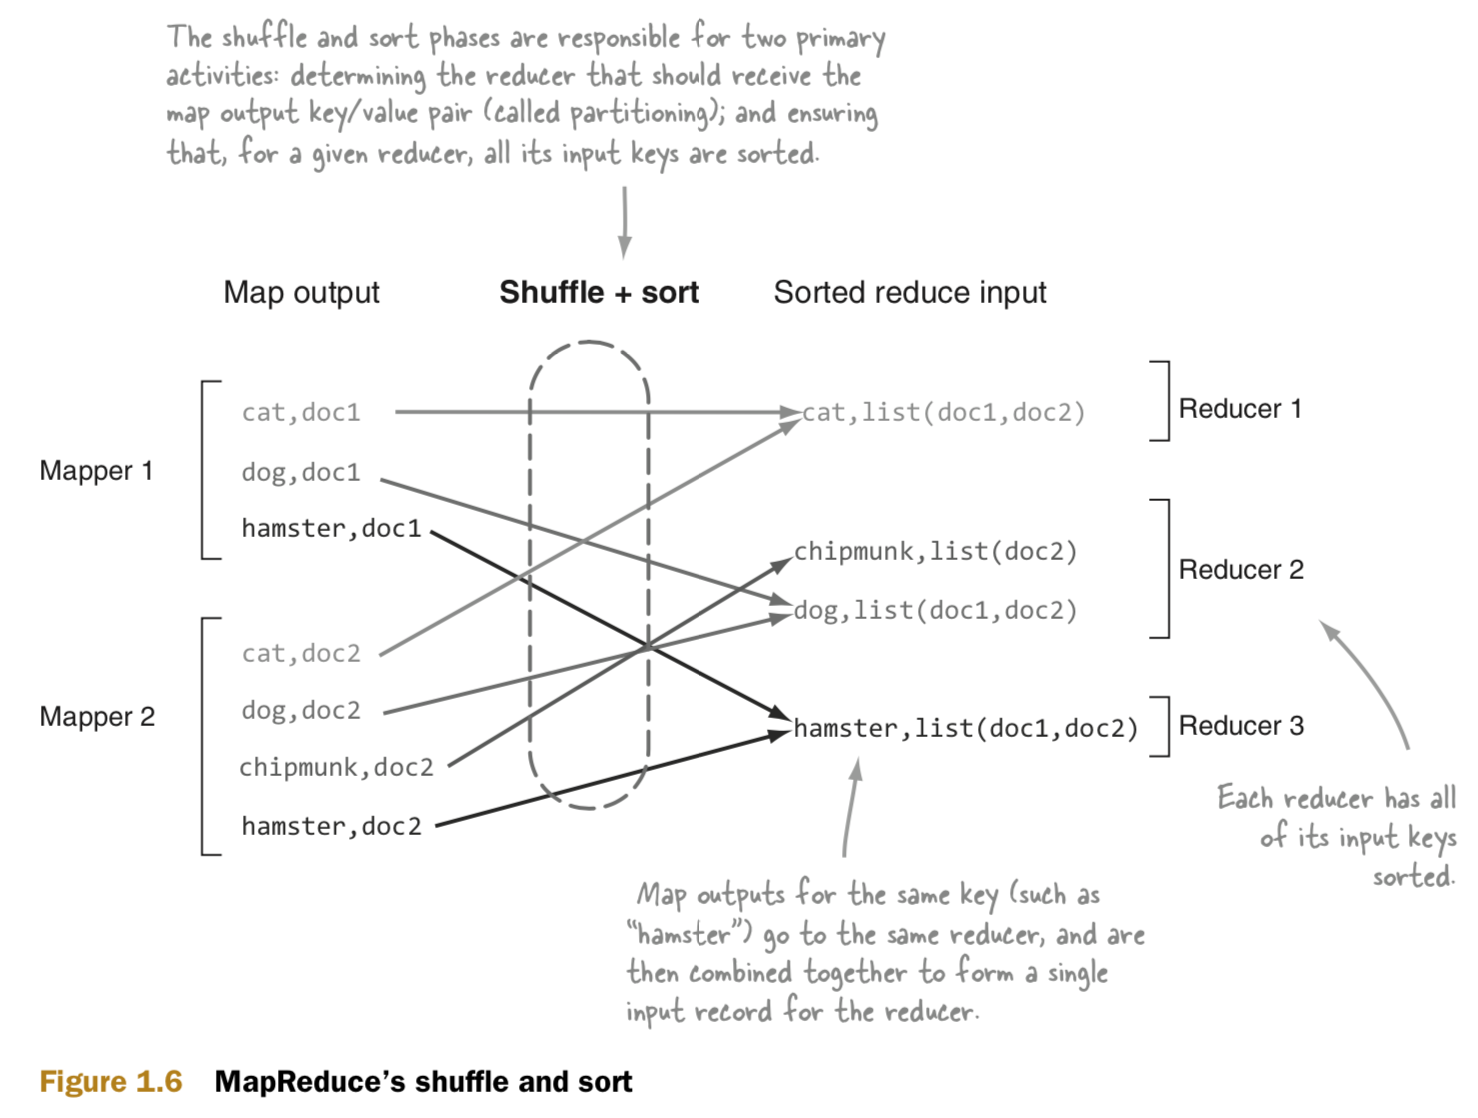 The shuffle and sort phases are responsible for two primary
activities: determining the reducer that should receive the
map output key/value pair (called partitioning); and ensuring
that, for a given reducer, all its input keys are sorted.
Map output
Shuffle + sort
Sorted reduce input
Mapper 1
cat,doc1
dog,doc1
hamster,doc1
Mapper 2
cat,doc2
dog,doc2
chipmunk,doc2
hamster,doc2
cat,list(doc1,doc2)
Reducer 1
chipmunk,list(doc2)
dog,list(doc1,doc2)
Reducer 2
hamster,list(doc1,doc2)
Reducer 3
Each reducer has all
of its input keys
sorted.
Map outputs for the same key (such as
“hamster”) go to the same reducer, and are
then combined together to form a single
input record for the reducer.
Figure 1.6 MapReduce’s shuffle and sort